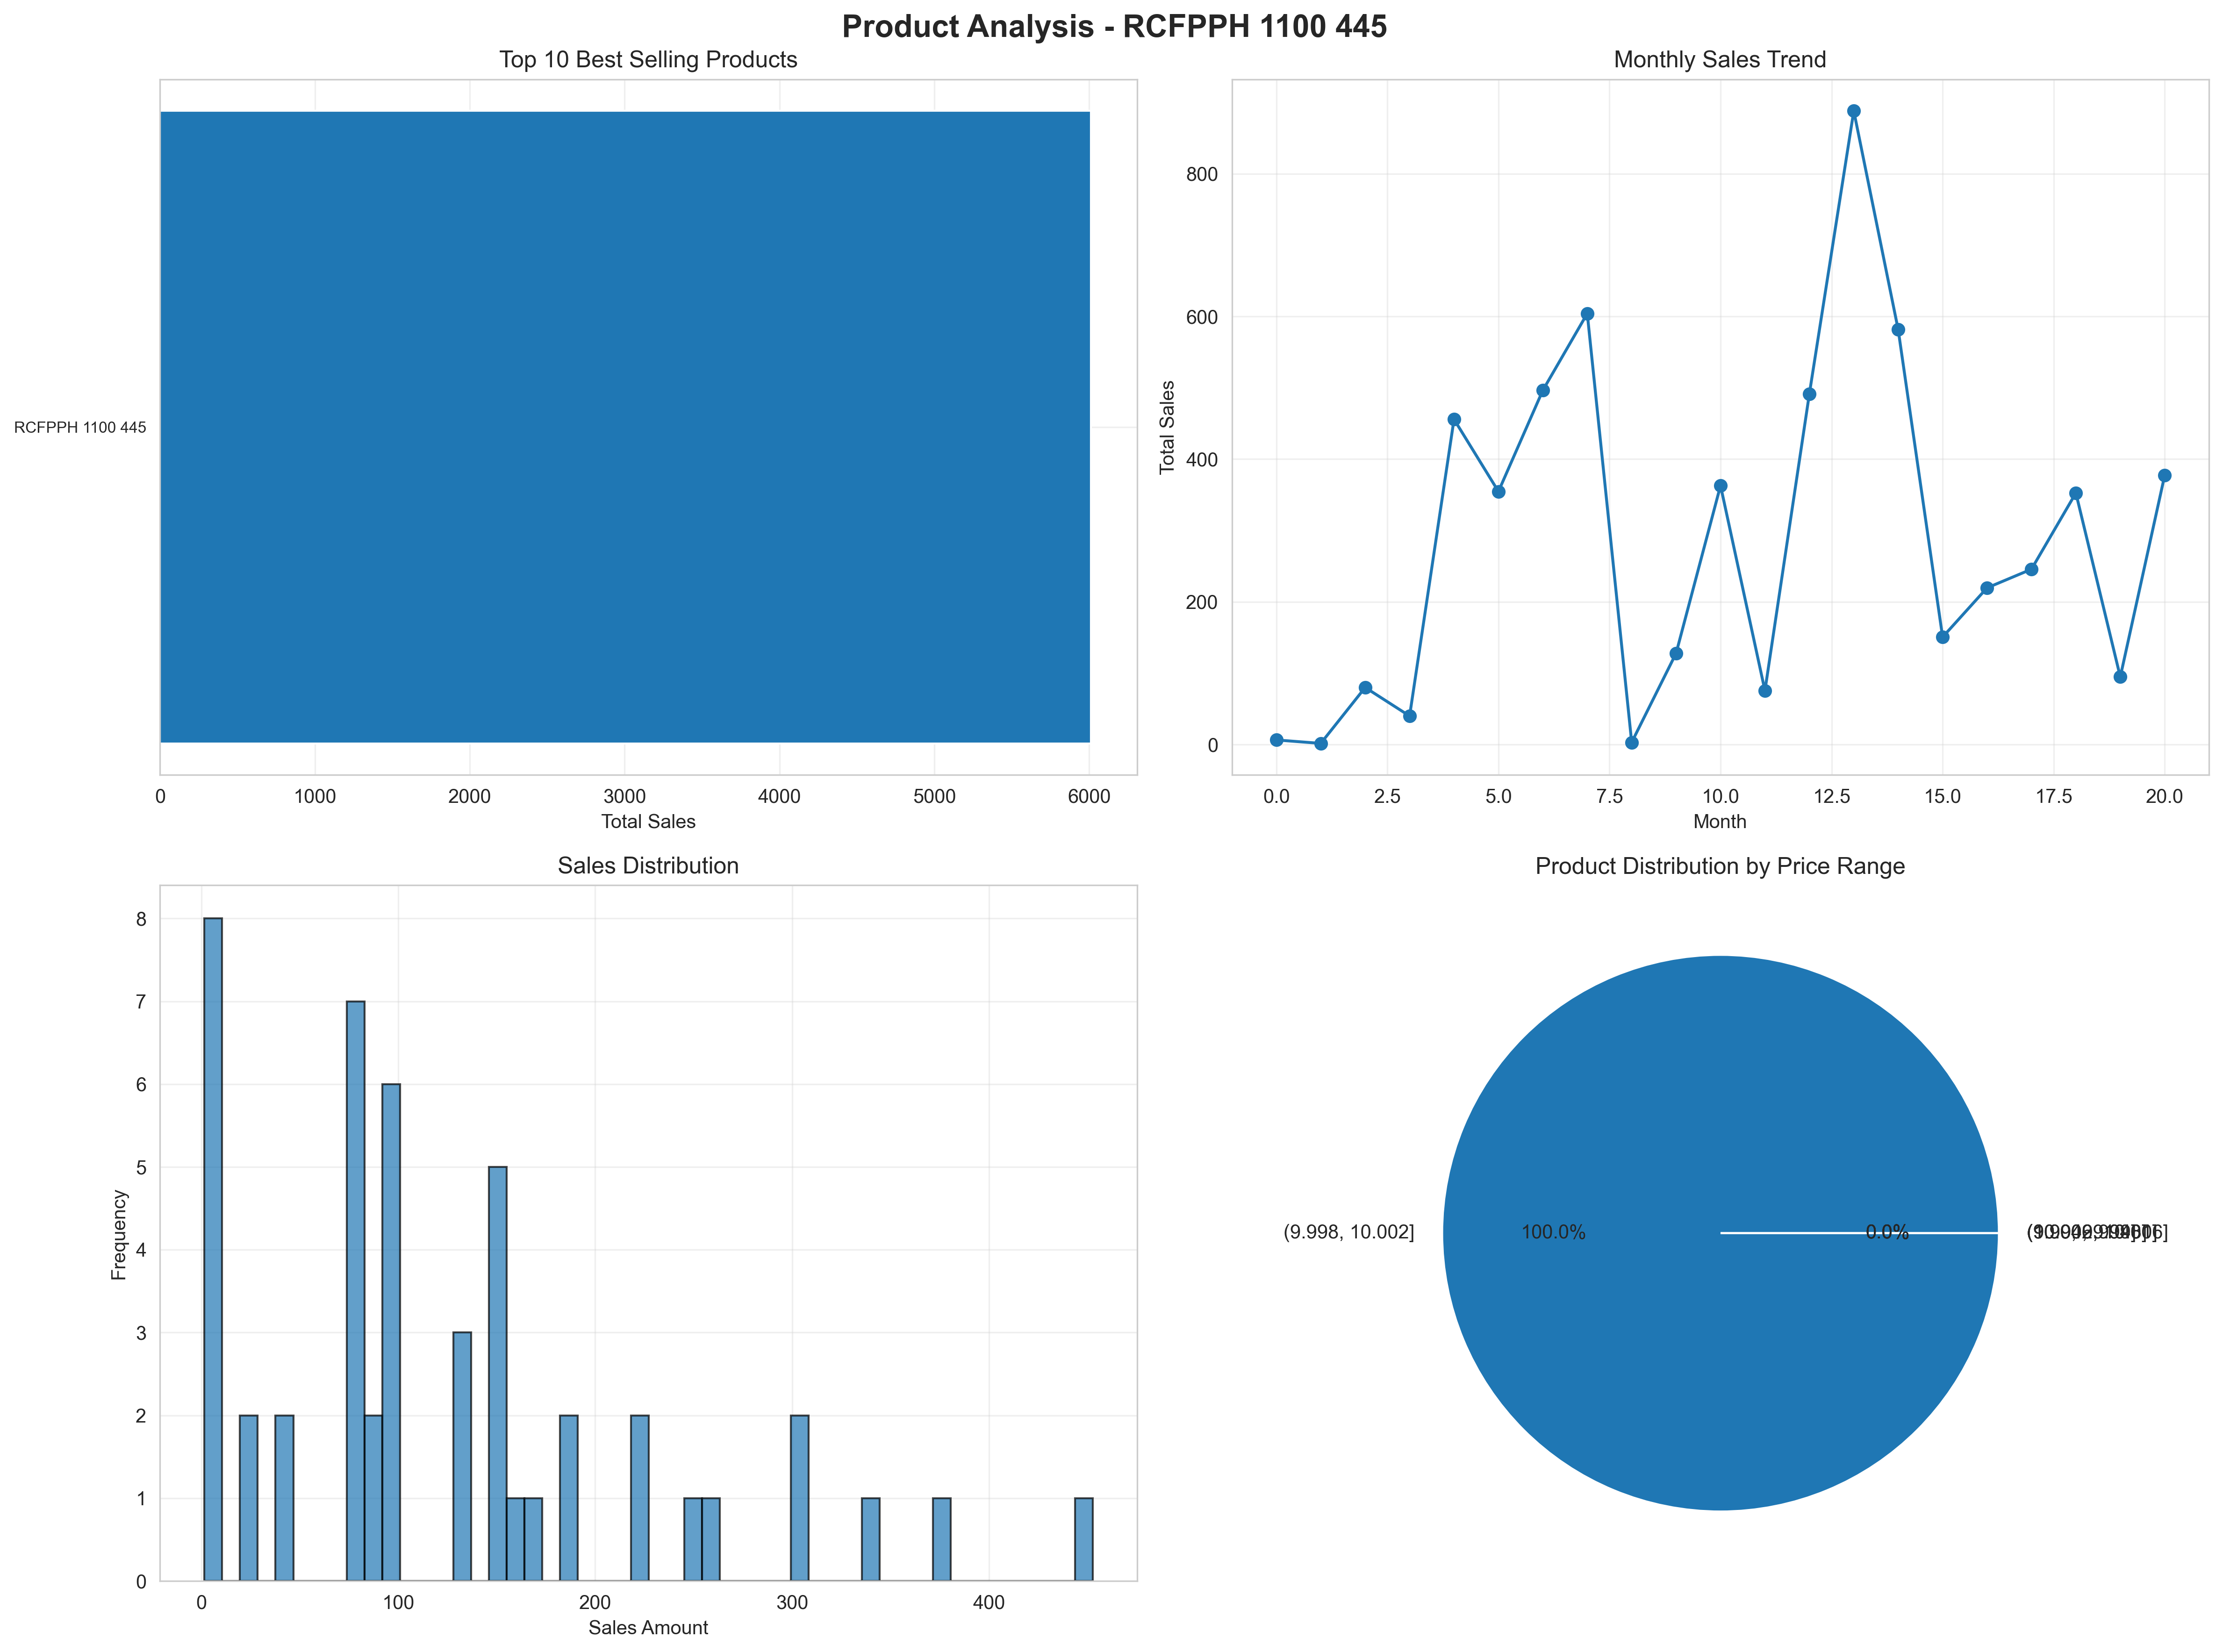 Product Analysis - RCFPPH 1100 445
Top 10 Best Selling Products
RCFPPH 1100 445
0 1000 2000 3000 4000 5000 6000
Total Sales
Monthly Sales Trend
Total Sales
800
600
400
200
0
0.0 2.5 5.0 7.5 10.0 12.5 15.0 17.5 20.0
Month
Sales Distribution
Frequency
8
7
6
5
4
3
2
1
0
0 100 200 300 400
Sales Amount
Product Distribution by Price Range
(9.998, 10.002]
100.0%
0.0%